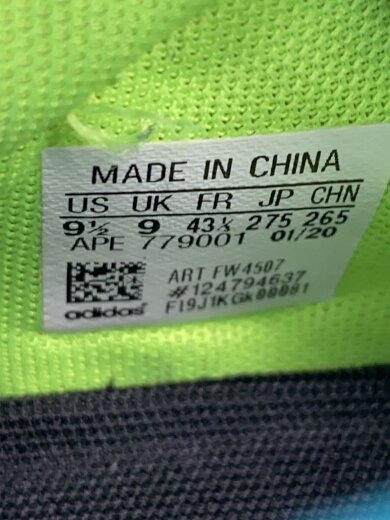 MADE IN CHINA
US UK FR JP CHN
9½ 9 43⅓ 275 265
APE 779001 01/20
ART FW4507
#124794637
adidas F19J1KGk00001